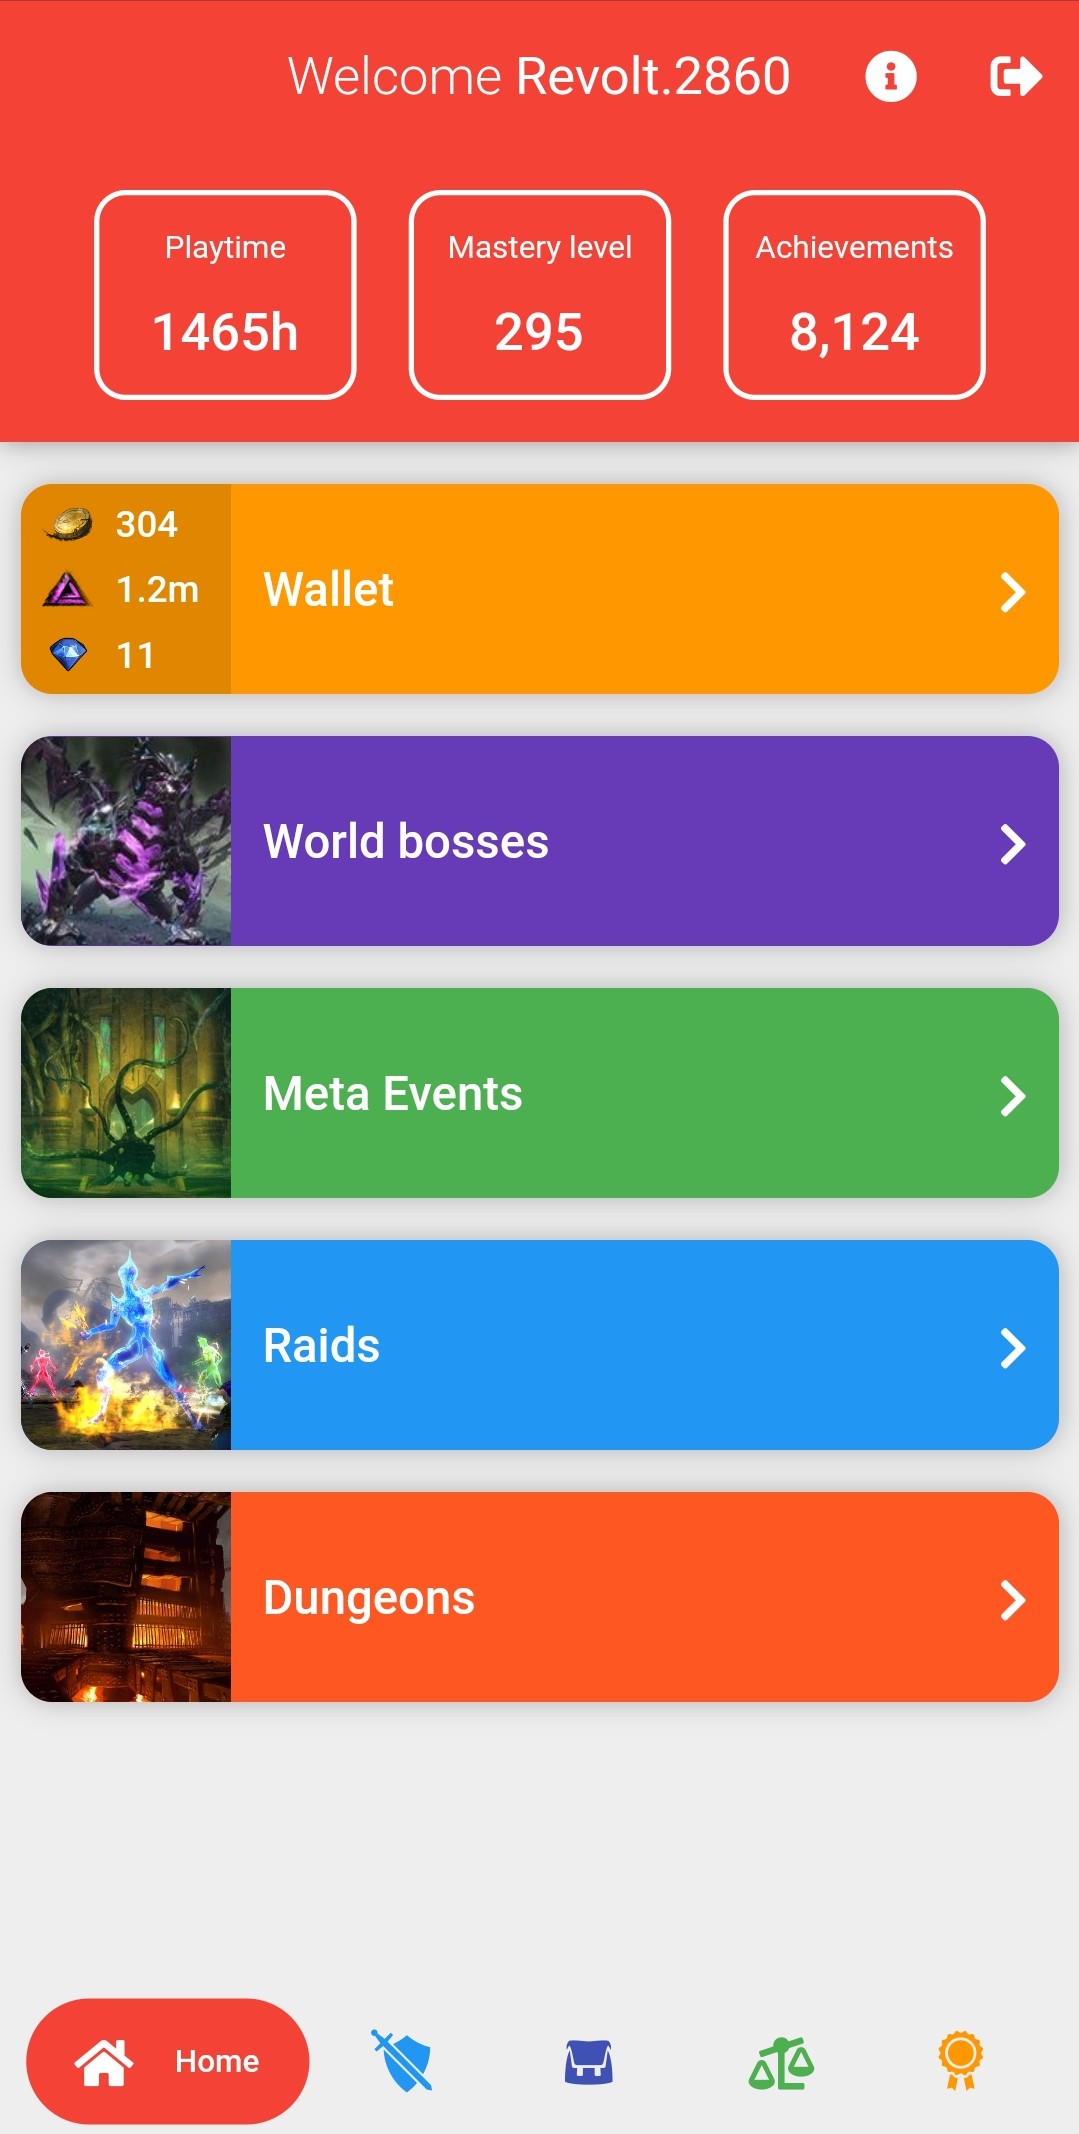 Welcome Revolt.2860
Playtime
1465h
Mastery level
295
Achievements
8,124
304
1.2m
11
Wallet
World bosses
Meta Events
Raids
Dungeons
Home